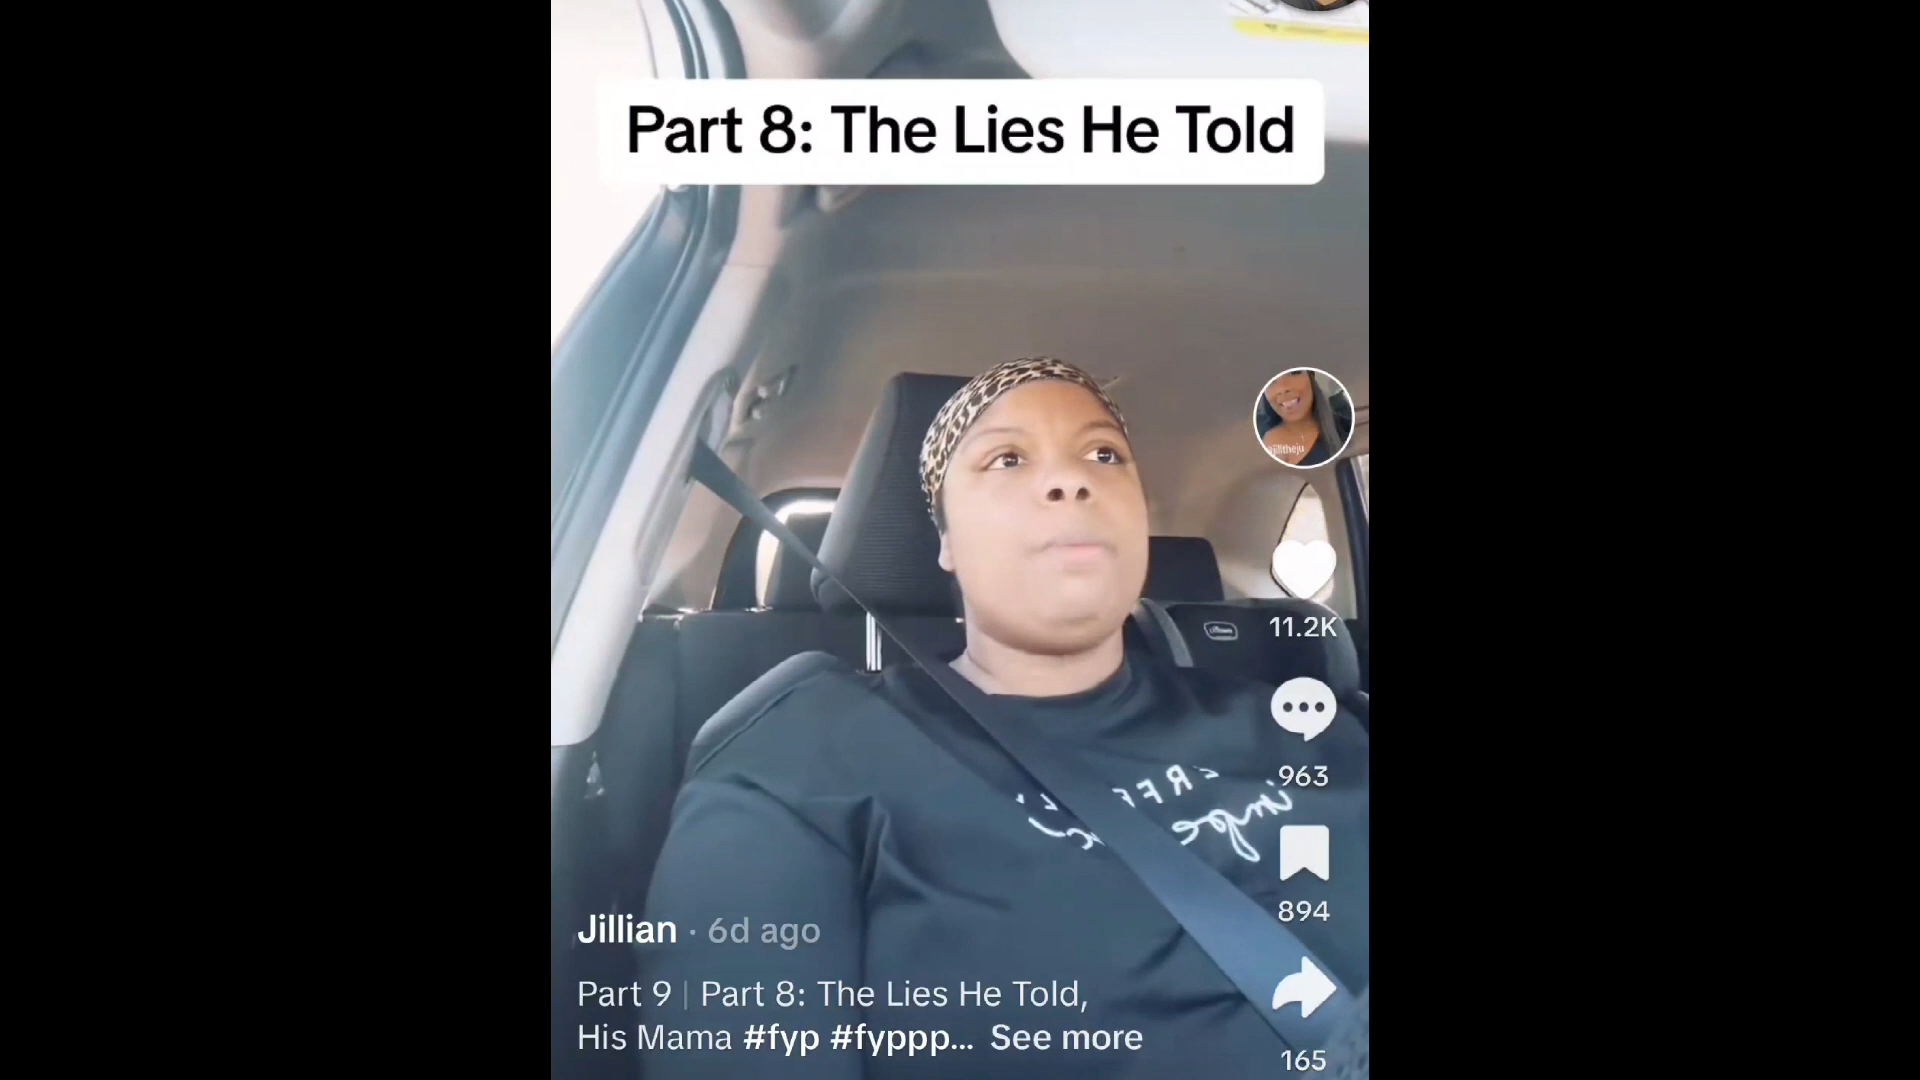 Part 8: The Lies He Told
11.2K
963
894
Jillian · 6d ago
Part 9 | Part 8: The Lies He Told,
His Mama #fyp #fyppp... See more
165